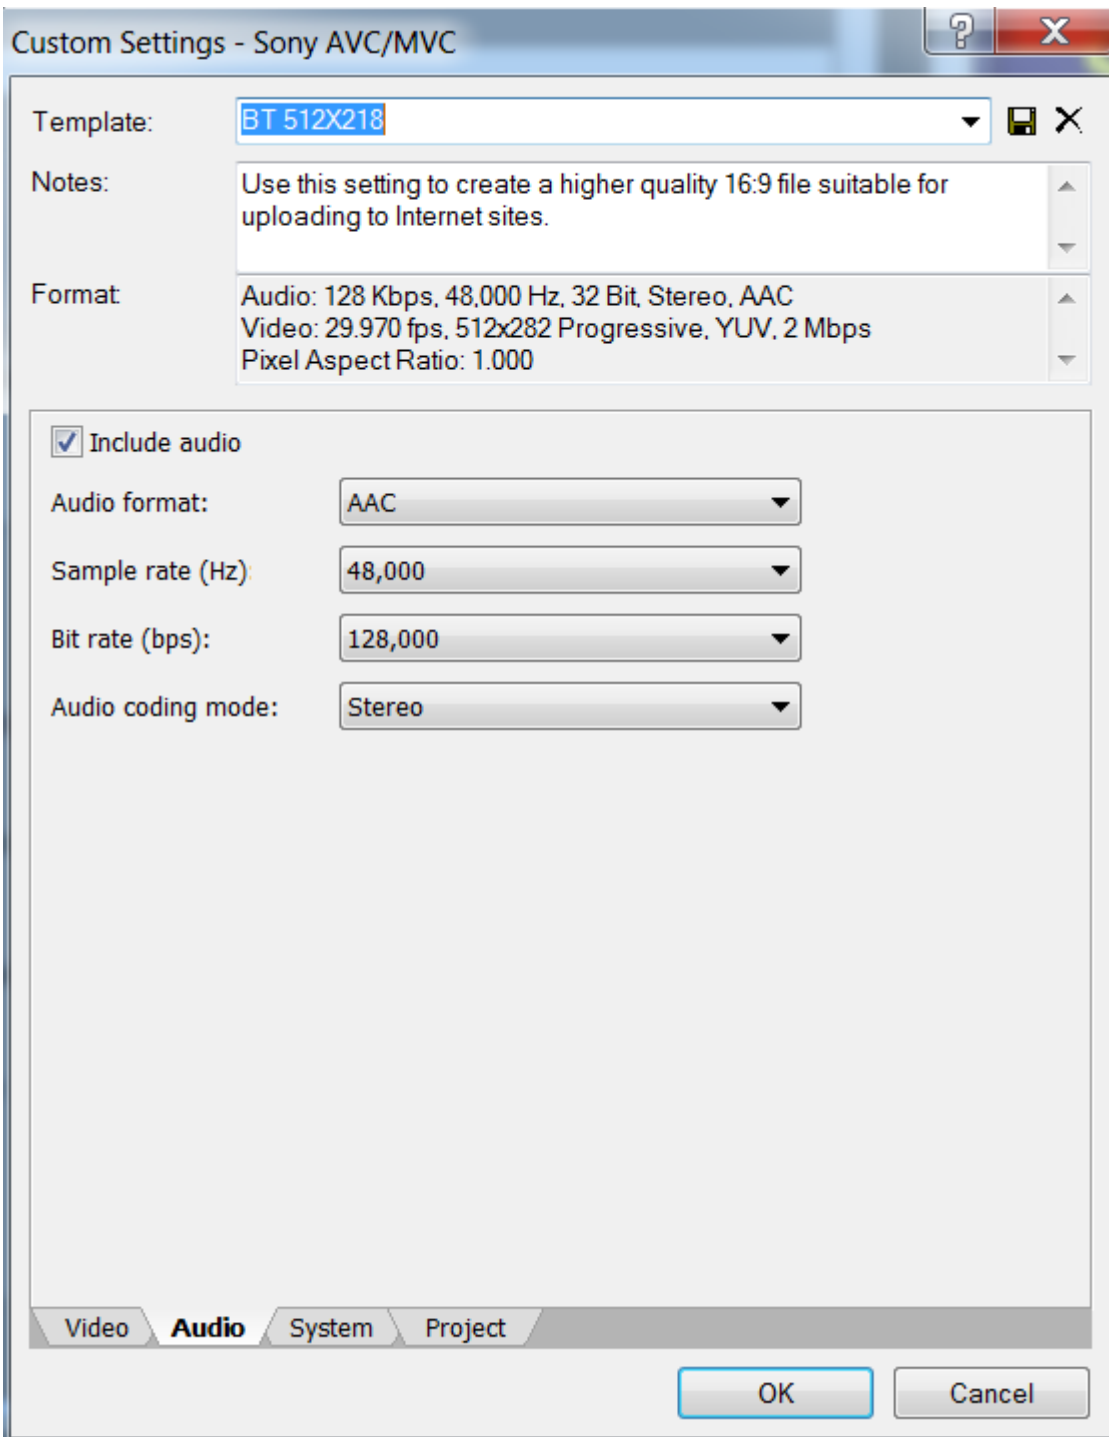 Custom Settings - Sony AVC/MVC
Template: BT 512X218
Notes: Use this setting to create a higher quality 16:9 file suitable for
uploading to Internet sites.
Format: Audio: 128 Kbps, 48,000 Hz, 32 Bit, Stereo, AAC
Video: 29.970 fps, 512x282 Progressive, YUV, 2 Mbps
Pixel Aspect Ratio: 1.000
Include audio
Audio format: AAC
Sample rate (Hz): 48,000
Bit rate (bps): 128,000
Audio coding mode: Stereo
Video Audio System Project
OK Cancel